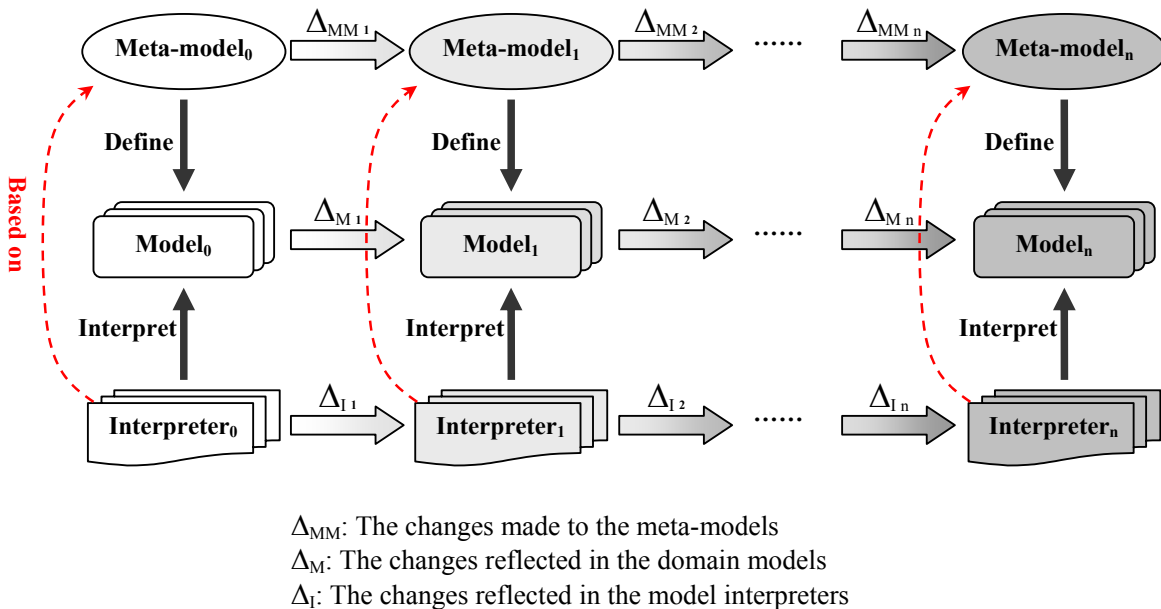 ΔMM 1 ΔMM 2 ...... ΔMM n
Meta-model0 Meta-model1 Meta-modeln
Define Define Define
Based on
ΔM 1 ΔM 2 ...... ΔM n
Model0 Model1 Modeln
Interpret Interpret Interpret
ΔI 1 ΔI 2 ...... ΔI n
Interpreter0 Interpreter1 Interpretern
ΔMM: The changes made to the meta-models
ΔM: The changes reflected in the domain models
ΔI: The changes reflected in the model interpreters